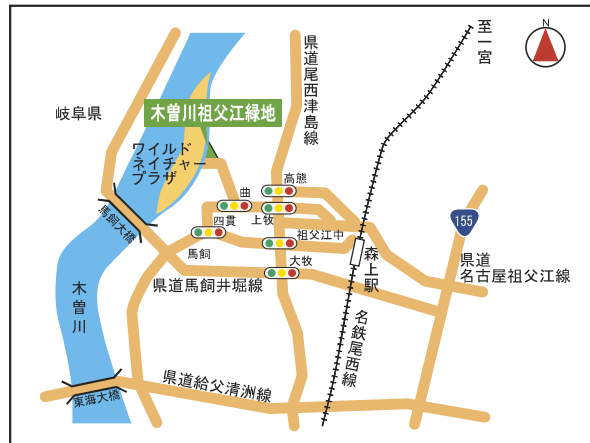 至一宮
N
県道尾西津島線
岐阜県
木曽川祖父江緑地
ワイルド
ネイチャー
プラザ
高熊
曲
四貫
上牧
馬飼大橋
155
祖父江中
馬飼
森上駅
県道
名古屋祖父江線
大牧
県道馬飼井堀線
木曽川
名鉄尾西線
県道給父清洲線
東海大橋